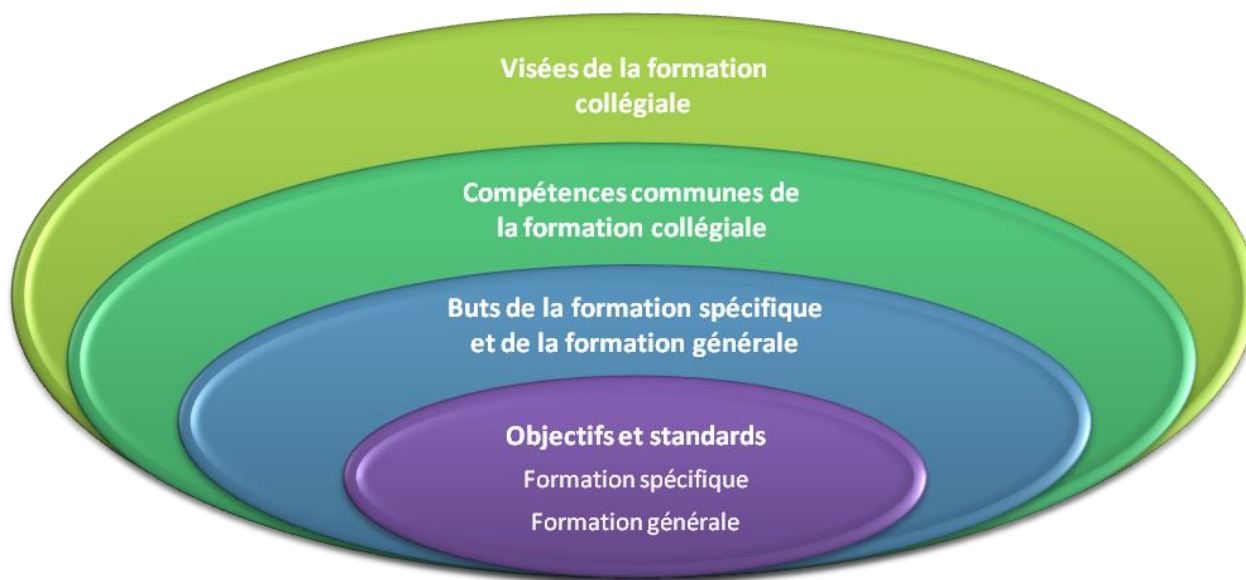 Visées de la formation
collégiale
Compétences communes de
la formation collégiale
Buts de la formation spécifique
et de la formation générale
Objectifs et standards
Formation spécifique
Formation générale